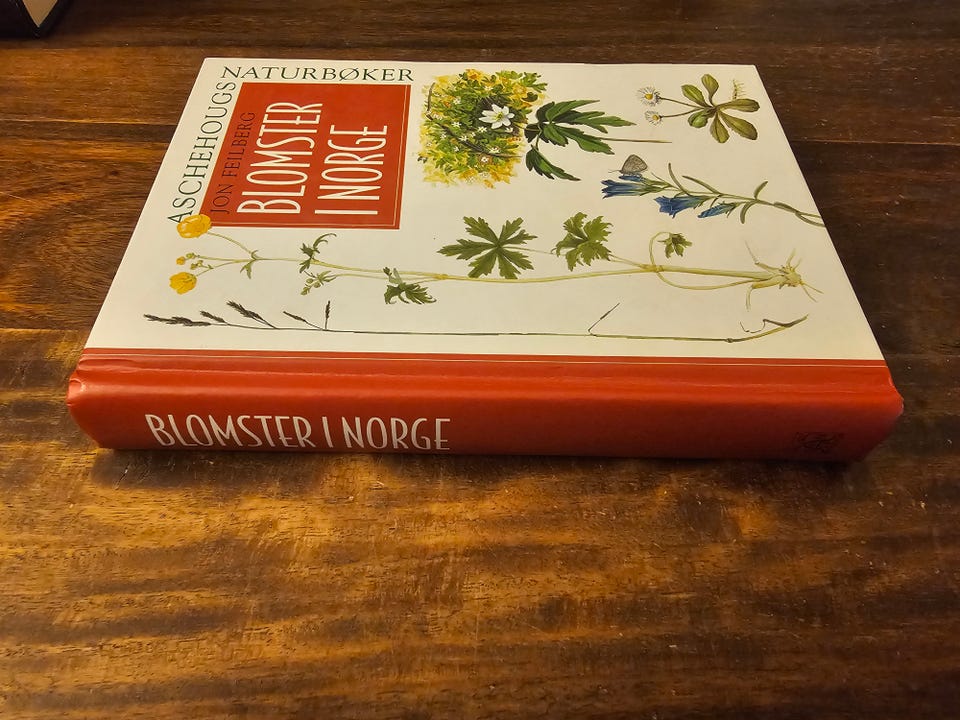 ASCHEHOUGS
NATURBØKER
JON FEILBERG
BLOMSTER
I NORGE
BLOMSTER I NORGE